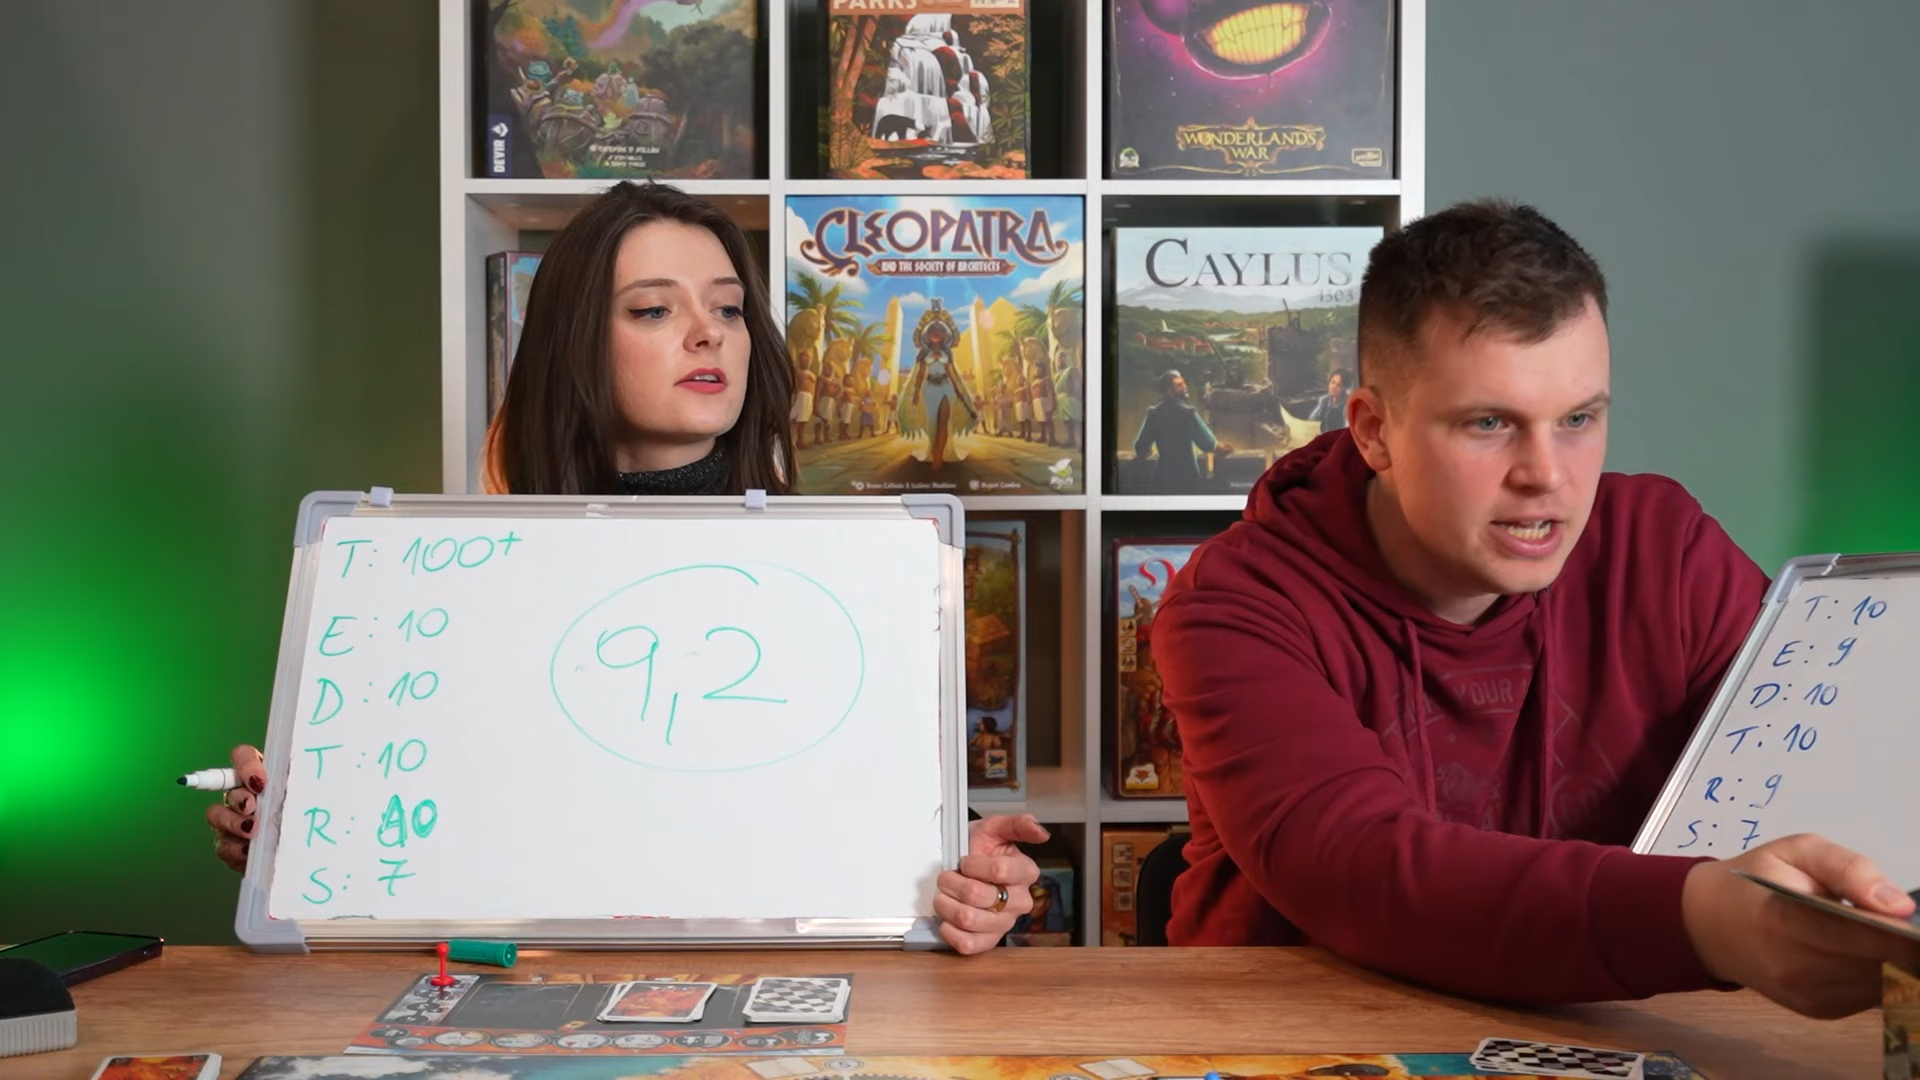 PARKS
DEVIR
WONDERLANDS
WAR
CLEOPATRA
AND THE SOCIETY OF ARCHITECTS
CAYLUS
1303
T: 100+
E: 10
D: 10
T: 10
R: 10
S: 7
9,2
T: 10
E: 9
D: 10
T: 10
R: 9
S: 7
YOUR